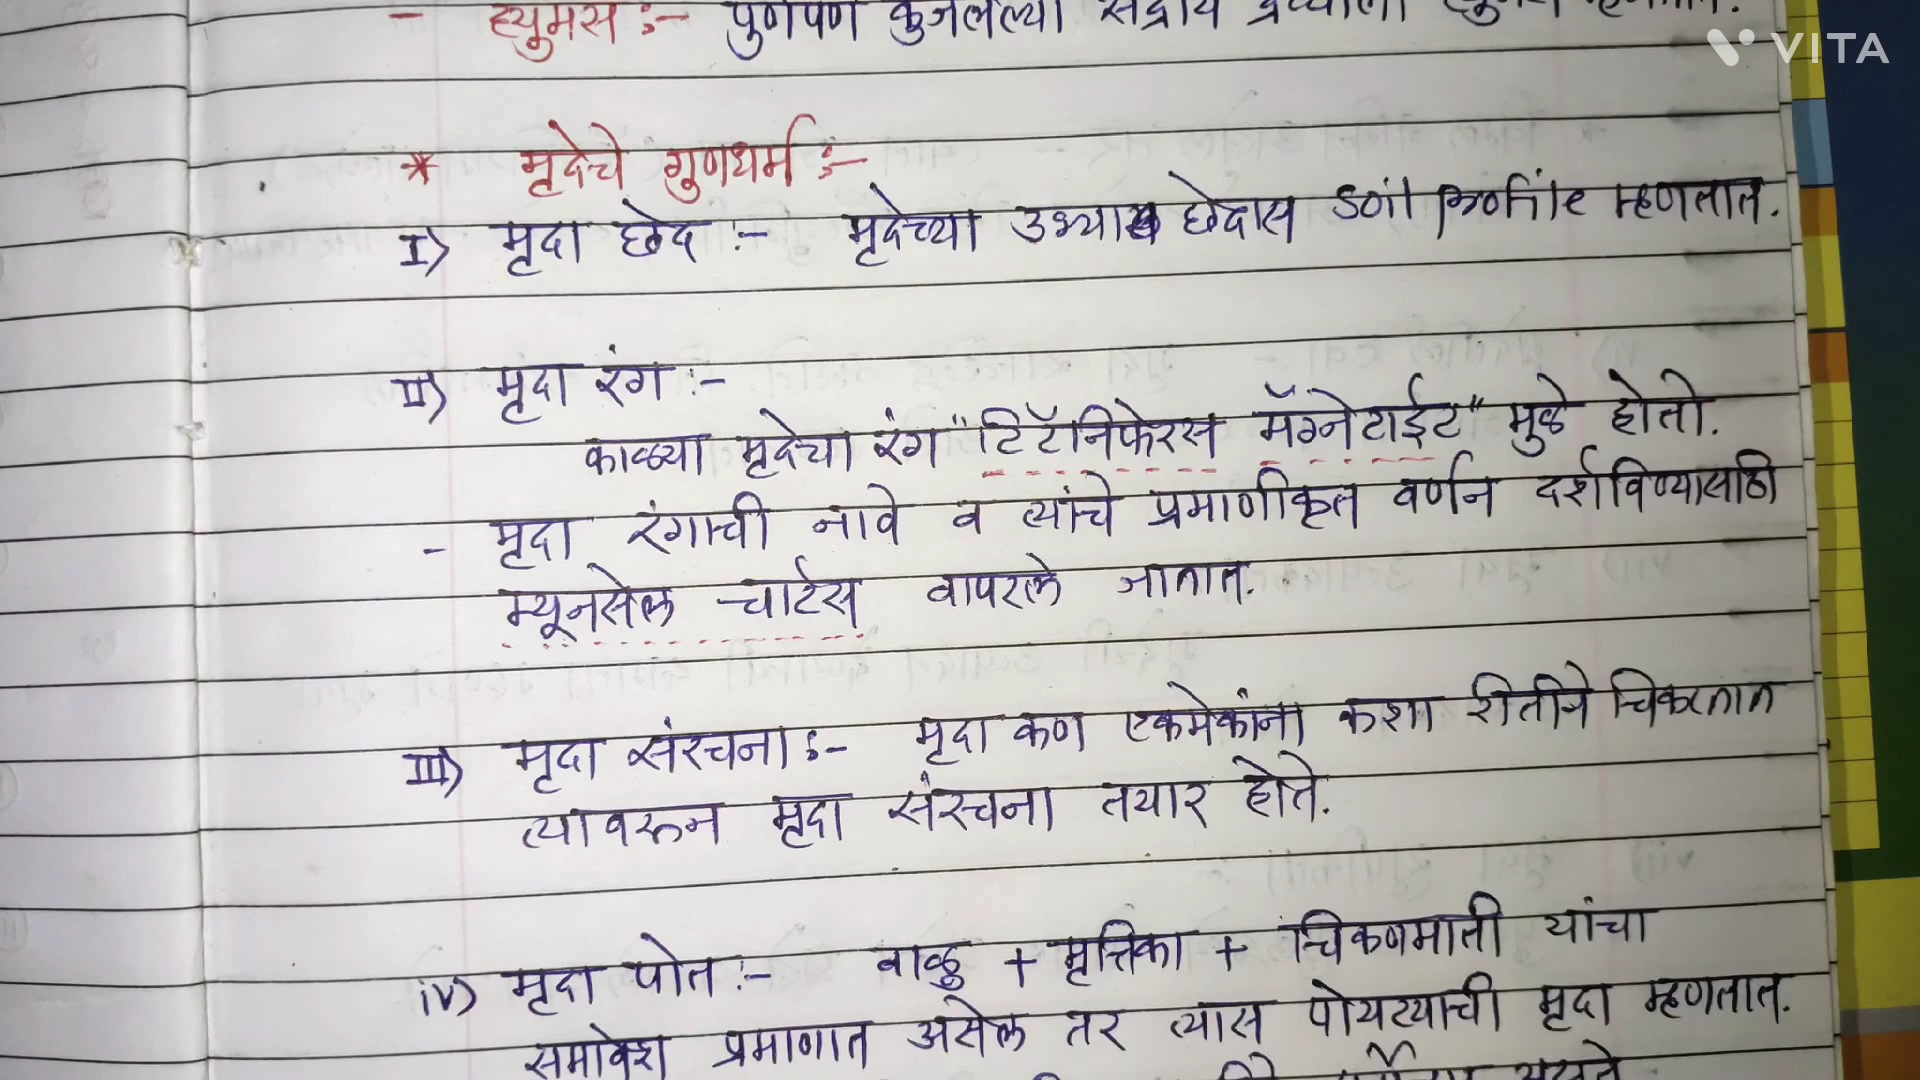 - ह्युमस :- पुर्णपणे कुजलेल्या सेंद्रीय द्रव्याला ह्युमस म्हणतात.
VITA
* मृदेचे गुणधर्म :-
I) मृदा छेद :- मृदेच्या उभ्या छेदास Soil profile म्हणतात.
II) मृदा रंग :-
काळ्या मृदेचा रंग "टिटॅनिफेरस मॅग्नेटाईट" मुळे होतो.
- मृदा रंगाची नावे व त्यांचे प्रमाणीकृत वर्णन दर्शविण्यासाठी
म्यूनसेल चार्टस वापरले जातात.
III) मृदा संरचना :- मृदा कण एकमेकांना कशा रीतीने चिकटतात
त्यावरून मृदा संरचना तयार होते.
iv) मृदा पोत :- वाळु + मृत्तिका + चिकणमाती यांचा
समावेश प्रमाणात असेल तर त्यास पोयट्याची मृदा म्हणतात.